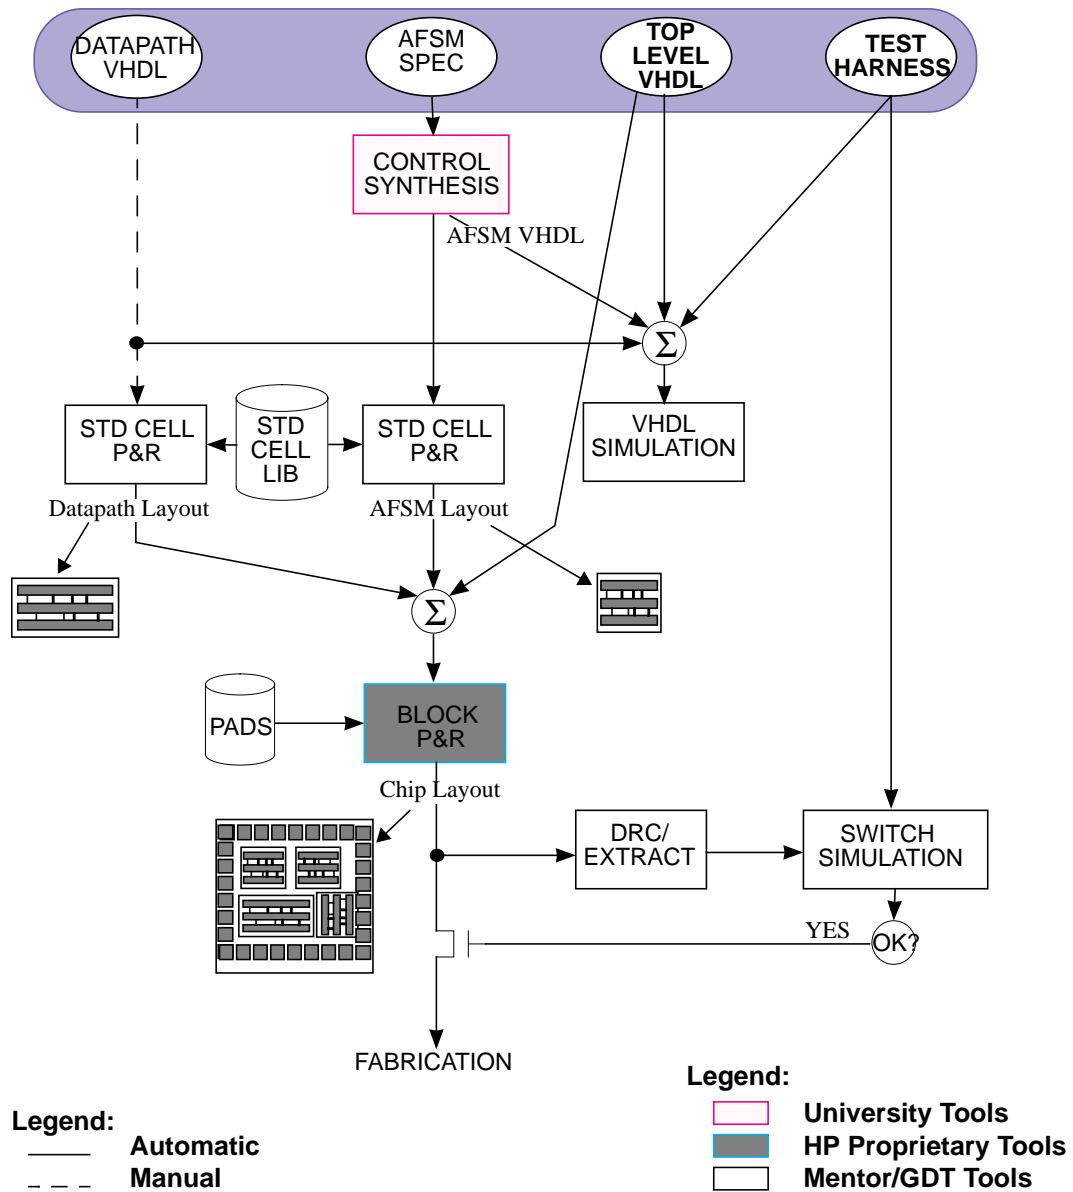 DATAPATH
VHDL
AFSM
SPEC
TOP
LEVEL
VHDL
TEST
HARNESS
CONTROL
SYNTHESIS
AFSM VHDL
Σ
STD CELL
P&R
STD
CELL
LIB
STD CELL
P&R
VHDL
SIMULATION
Datapath Layout
AFSM Layout
Σ
PADS
BLOCK
P&R
Chip Layout
DRC/
EXTRACT
SWITCH
SIMULATION
YES
OK?
FABRICATION
Legend:
Automatic
Manual
Legend:
University Tools
HP Proprietary Tools
Mentor/GDT Tools